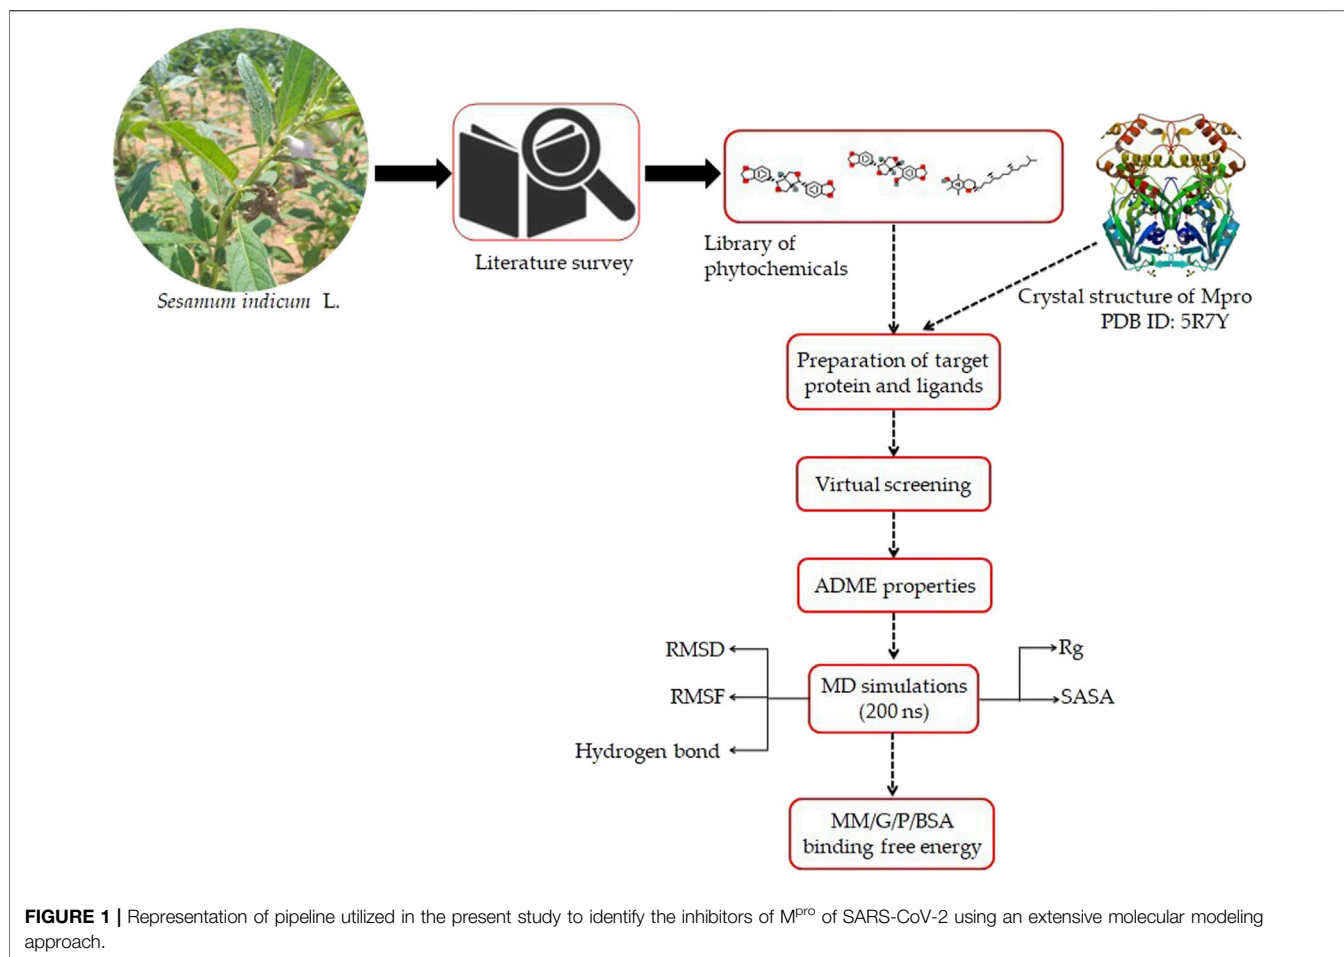 Literature survey
Sesamum indicum L.
Library of
phytochemicals
Crystal structure of Mpro
PDB ID: 5R7Y
Preparation of target
protein and ligands
Virtual screening
ADME properties
RMSD
RMSF
Hydrogen bond
MD simulations
(200 ns)
Rg
SASA
MM/G/P/BSA
binding free energy
FIGURE 1 | Representation of pipeline utilized in the present study to identify the inhibitors of Mᵖʳᵒ of SARS-CoV-2 using an extensive molecular modeling
approach.